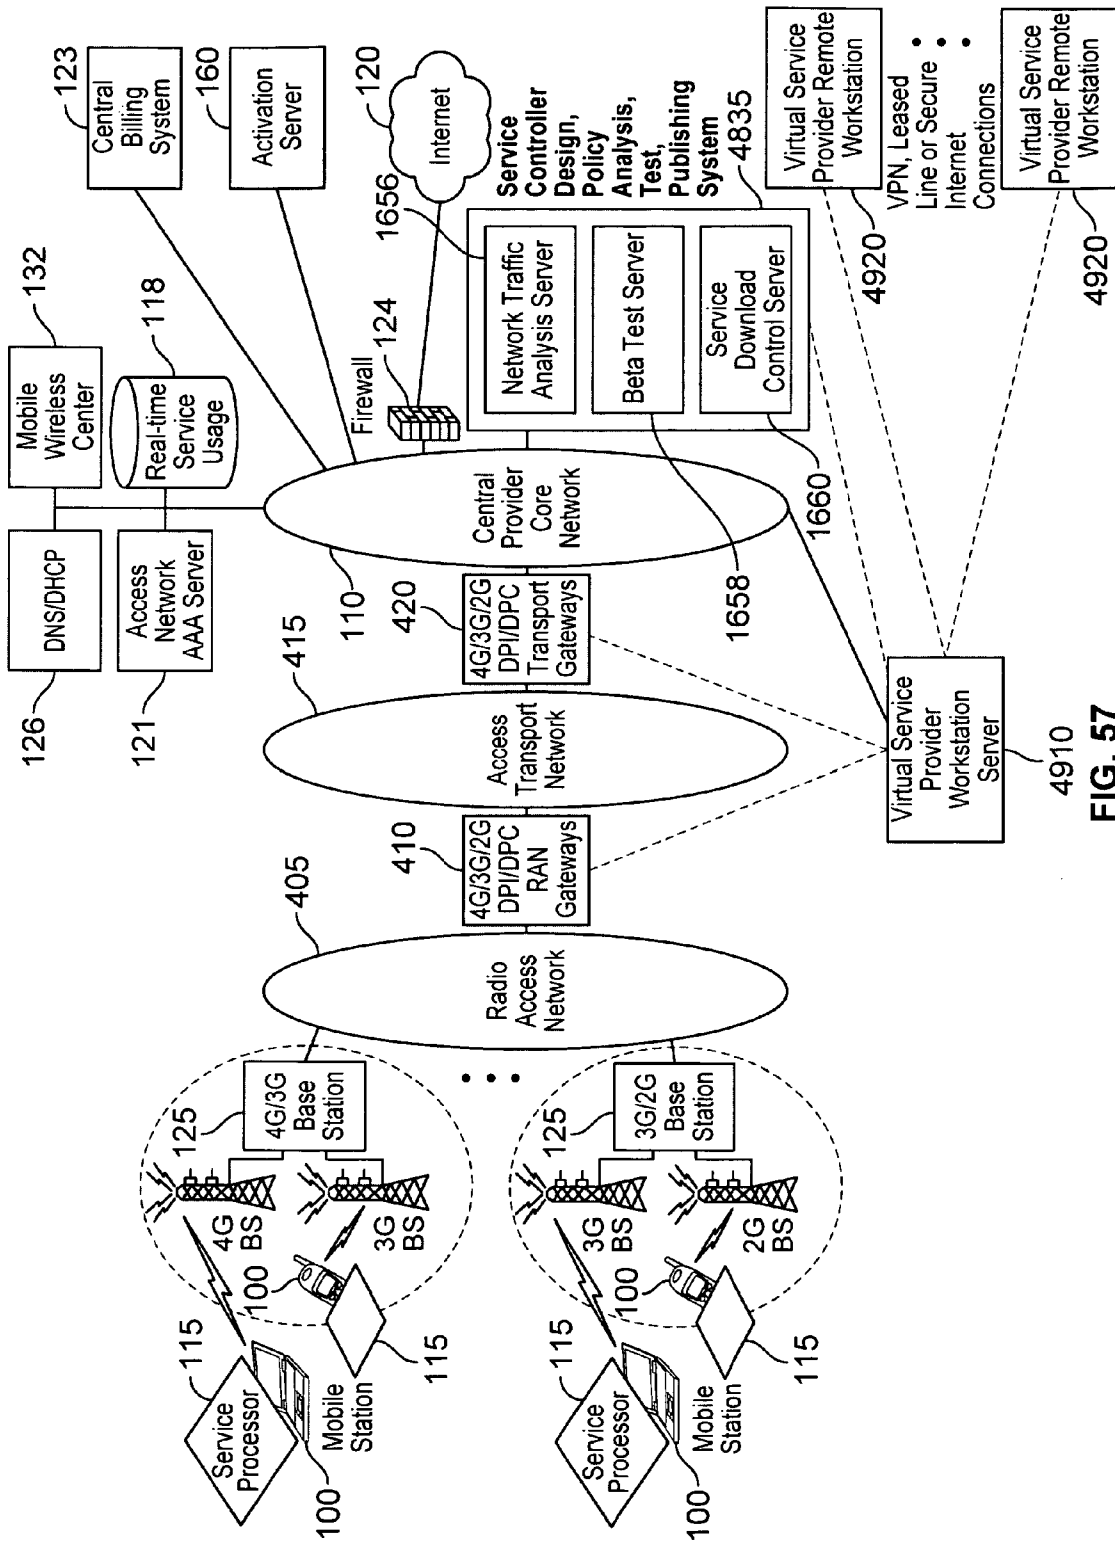 126
DNS/DHCP
Mobile
Wireless
Center
132
121
Access
Network
AAA Server
Real-time
Service
Usage
118
Central
Billing
System
123
Activation
Server
160
Firewall
124
Internet
120
Service
Controller
Design,
Policy
Analysis,
Test,
Publishing
System
1656
4835
Network Traffic
Analysis Server
Beta Test Server
Service
Download
Control Server
1658
1660
Central
Provider
Core
Network
110
420
4G/3G/2G
DPI/DPC
Transport
Gateways
415
Access
Transport
Network
410
4G/3G/2G
DPI/DPC
RAN
Gateways
405
Radio
Access
Network
125
4G/3G
Base
Station
4G
BS
3G
BS
100
115
115
Service
Processor
Mobile
Station
100
125
3G/2G
Base
Station
3G
BS
2G
BS
100
115
115
Service
Processor
Mobile
Station
100
Virtual Service
Provider
Workstation
Server
4910
Virtual Service
Provider Remote
Workstation
4920
VPN, Leased
Line or Secure
Internet
Connections
Virtual Service
Provider Remote
Workstation
4920
FIG. 57